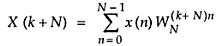 X (k + N) = \sum_{n = 0}^{N - 1} x (n) W_N^{(k + N) n}